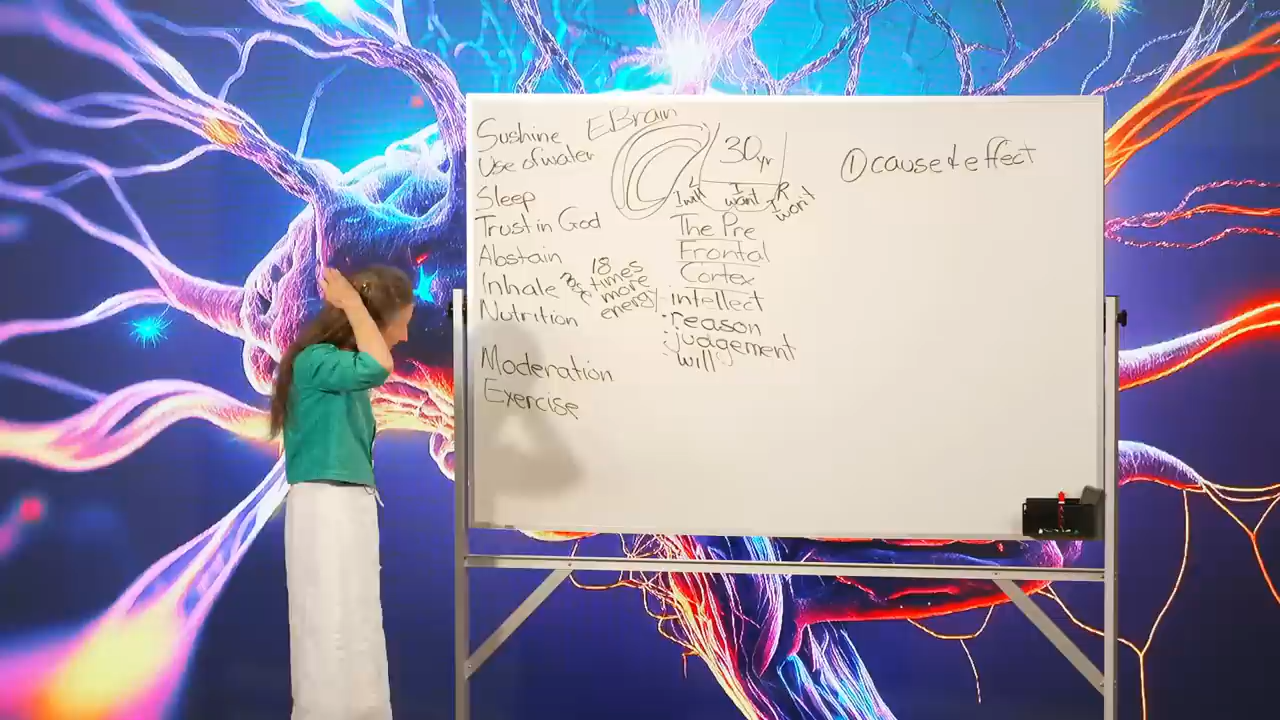 Sushine
Use of water
Sleep
Trust in God
Abstain
Inhale
Nutrition
Moderation
Exercise
EBrain
30yr
I will
I want
I won't
The Pre
Frontal
Cortex
18 times
more
energy
·intellect
·reason
·judgement
·will
① cause & effect